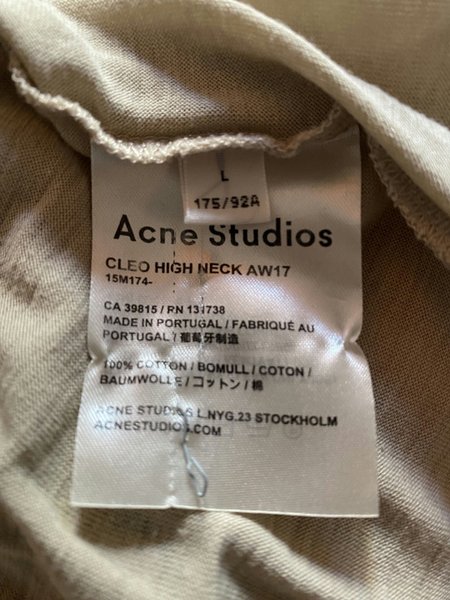 L
175/92A
Acne Studios
CLEO HIGH NECK AW17
15M174-
CA 39815 / RN 131738
MADE IN PORTUGAL / FABRIQUÉ AU
PORTUGAL / 葡萄牙制造
100% COTTON / BOMULL / COTON /
BAUMWOLLE / コットン / 棉
ACNE STUDIOS L.NYG.23 STOCKHOLM
ACNESTUDIOS.COM